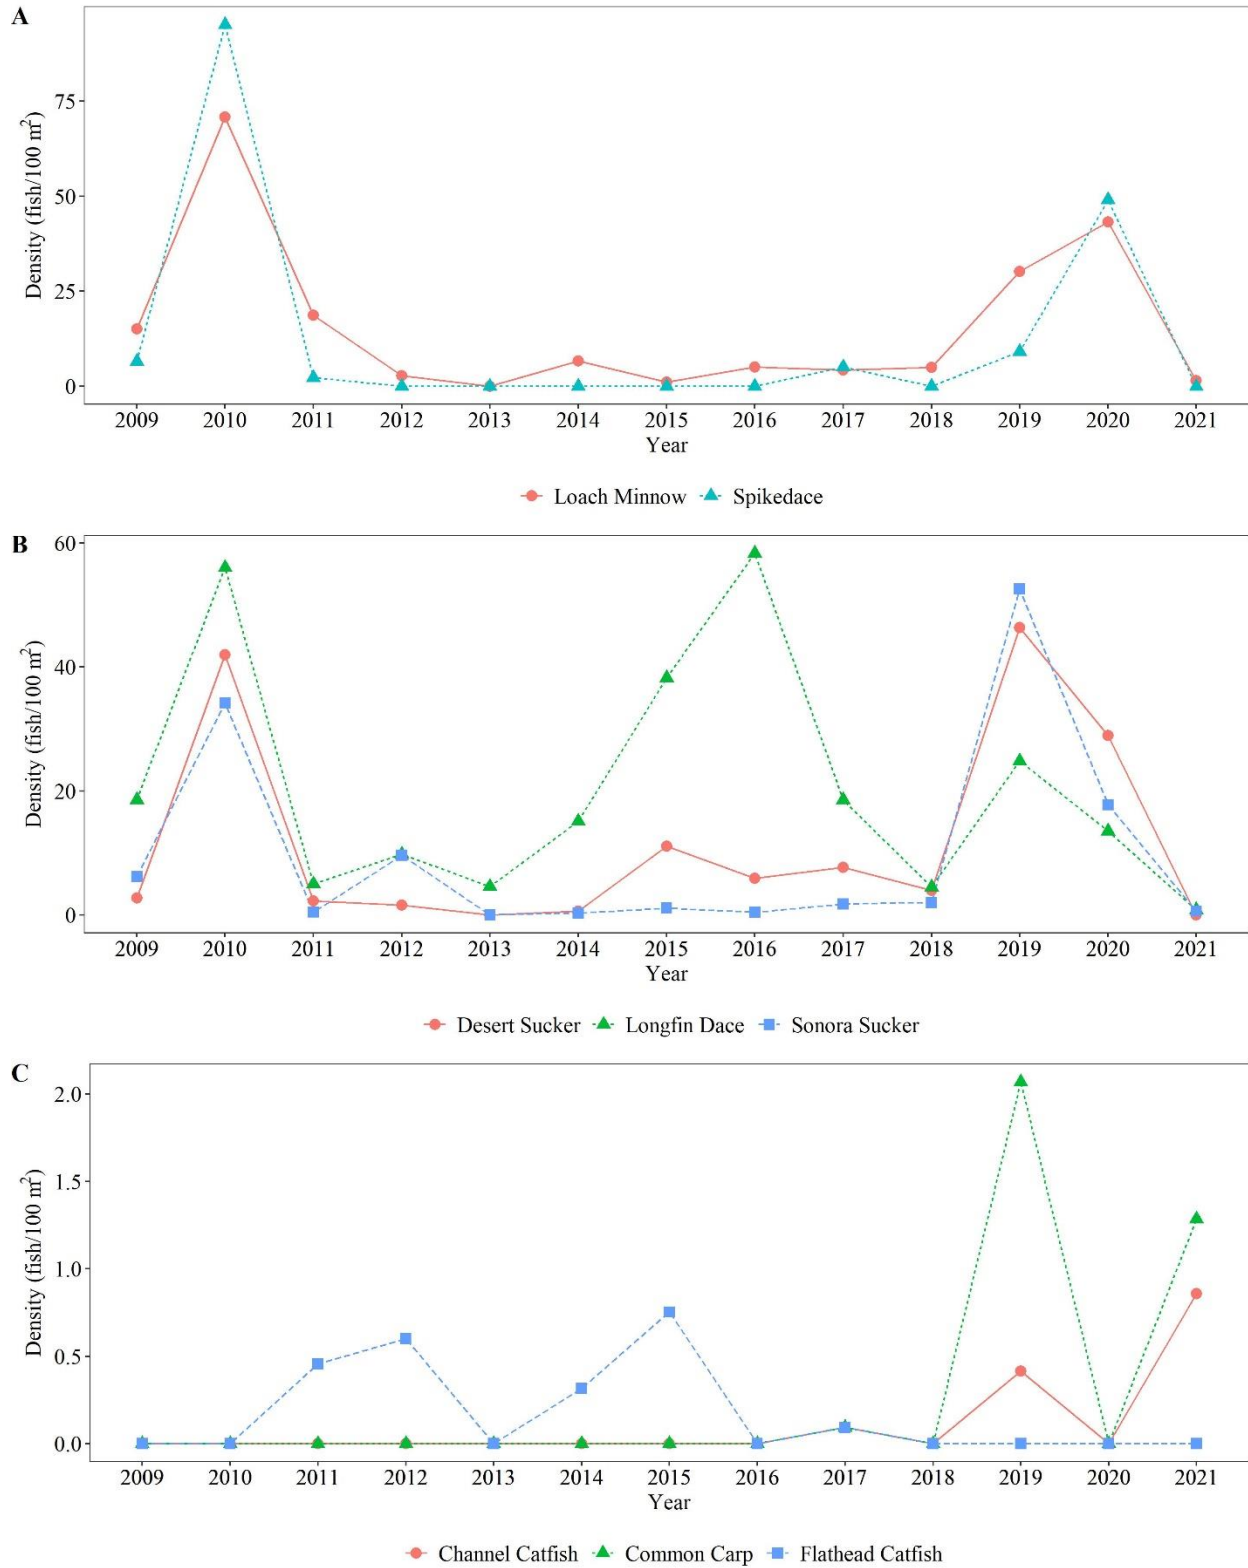 A
Density (fish/100 m²)
75
50
25
0
2009 2010 2011 2012 2013 2014 2015 2016 2017 2018 2019 2020 2021
Year
Loach Minnow Spikedace
B
Density (fish/100 m²)
60
40
20
0
2009 2010 2011 2012 2013 2014 2015 2016 2017 2018 2019 2020 2021
Year
Desert Sucker Longfin Dace Sonora Sucker
C
Density (fish/100 m²)
2.0
1.5
1.0
0.5
0.0
2009 2010 2011 2012 2013 2014 2015 2016 2017 2018 2019 2020 2021
Year
Channel Catfish Common Carp Flathead Catfish